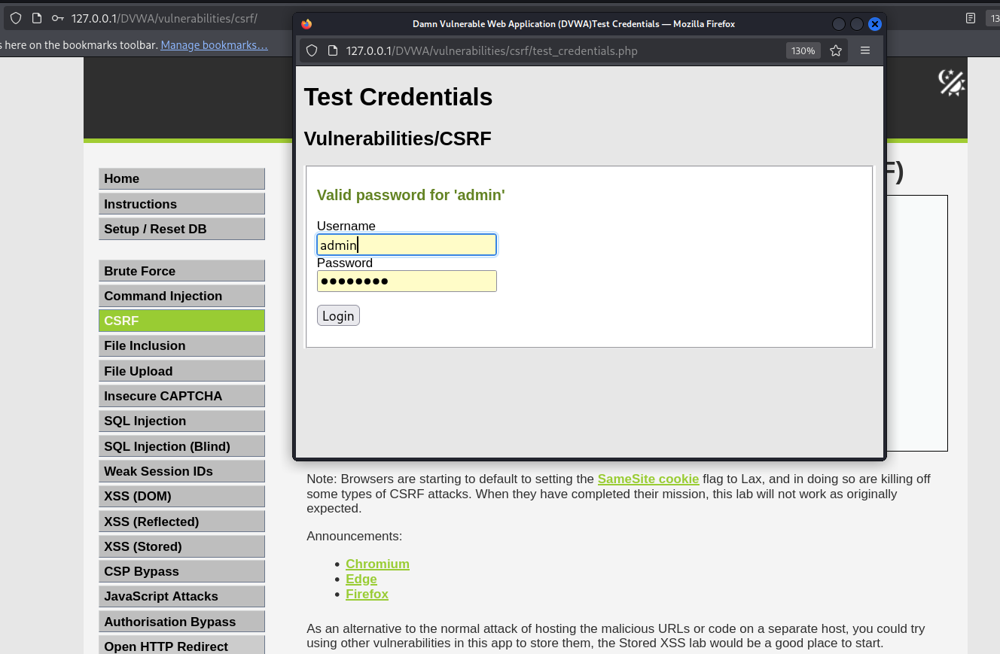 127.0.0.1/DVWA/vulnerabilities/csrf/
13
s here on the bookmarks toolbar. Manage bookmarks…
Damn Vulnerable Web Application (DVWA)Test Credentials — Mozilla Firefox
127.0.0.1/DVWA/vulnerabilities/csrf/test_credentials.php
130%
Test Credentials
Vulnerabilities/CSRF
Valid password for 'admin'
Username
admin
Password
●●●●●●●●
Login
F)
Home
Instructions
Setup / Reset DB
Brute Force
Command Injection
CSRF
File Inclusion
File Upload
Insecure CAPTCHA
SQL Injection
SQL Injection (Blind)
Weak Session IDs
XSS (DOM)
XSS (Reflected)
XSS (Stored)
CSP Bypass
JavaScript Attacks
Authorisation Bypass
Open HTTP Redirect
Note: Browsers are starting to default to setting the SameSite cookie flag to Lax, and in doing so are killing off
some types of CSRF attacks. When they have completed their mission, this lab will not work as originally
expected.
Announcements:
• Chromium
• Edge
• Firefox
As an alternative to the normal attack of hosting the malicious URLs or code on a separate host, you could try
using other vulnerabilities in this app to store them, the Stored XSS lab would be a good place to start.